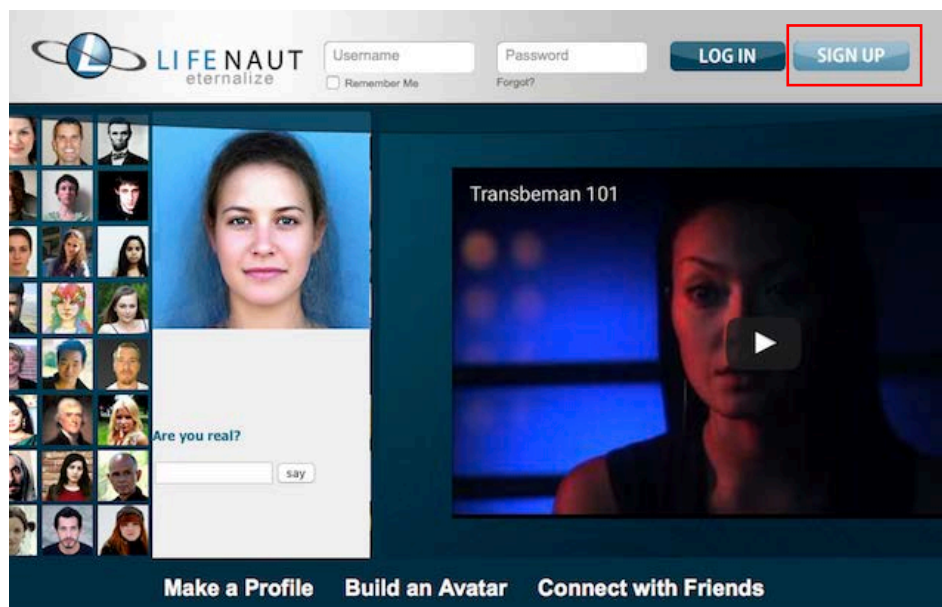 LIFENAUT
eternalize
Username
Password
LOG IN
SIGN UP
Remember Me
Forgot?
Transbeman 101
Are you real?
say
Make a Profile Build an Avatar Connect with Friends